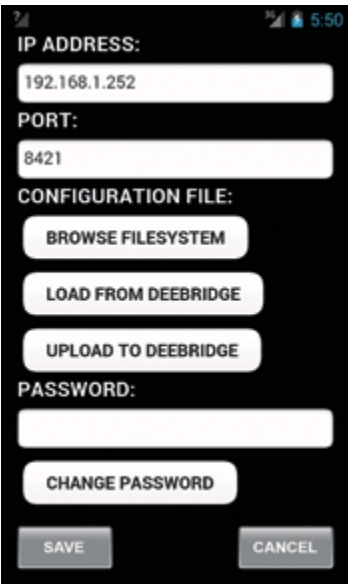 3G 5:50
IP ADDRESS:
192.168.1.252
PORT:
8421
CONFIGURATION FILE:
BROWSE FILESYSTEM
LOAD FROM DEEBRIDGE
UPLOAD TO DEEBRIDGE
PASSWORD:
CHANGE PASSWORD
SAVE CANCEL